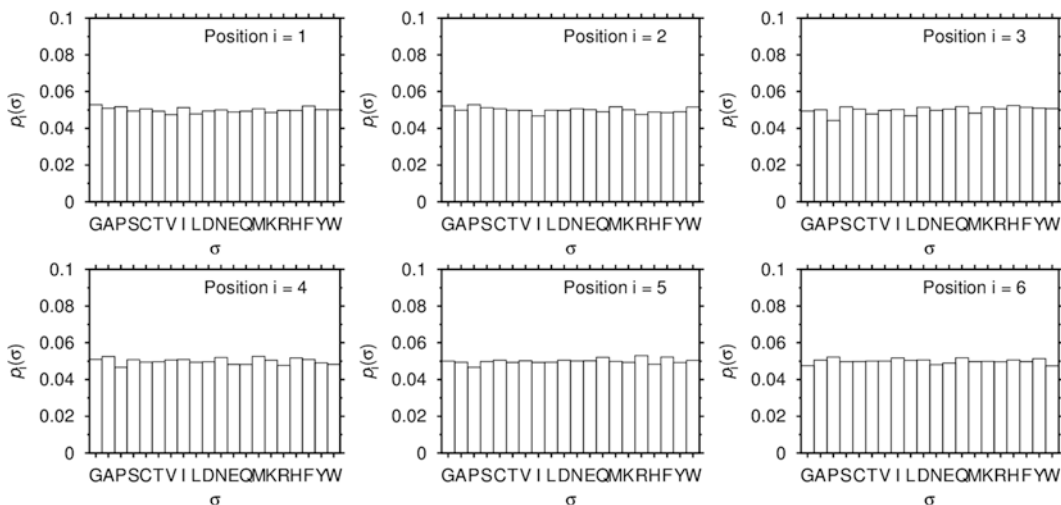 0.1
0.08
0.06
0.04
0.02
0
pi(σ)
Position i = 1
GAPSCTVILDNEQMKRHFYW
σ
0.1
0.08
0.06
0.04
0.02
0
pi(σ)
Position i = 2
GAPSCTVILDNEQMKRHFYW
σ
0.1
0.08
0.06
0.04
0.02
0
pi(σ)
Position i = 3
GAPSCTVILDNEQMKRHFYW
σ
0.1
0.08
0.06
0.04
0.02
0
pi(σ)
Position i = 4
GAPSCTVILDNEQMKRHFYW
σ
0.1
0.08
0.06
0.04
0.02
0
pi(σ)
Position i = 5
GAPSCTVILDNEQMKRHFYW
σ
0.1
0.08
0.06
0.04
0.02
0
pi(σ)
Position i = 6
GAPSCTVILDNEQMKRHFYW
σ